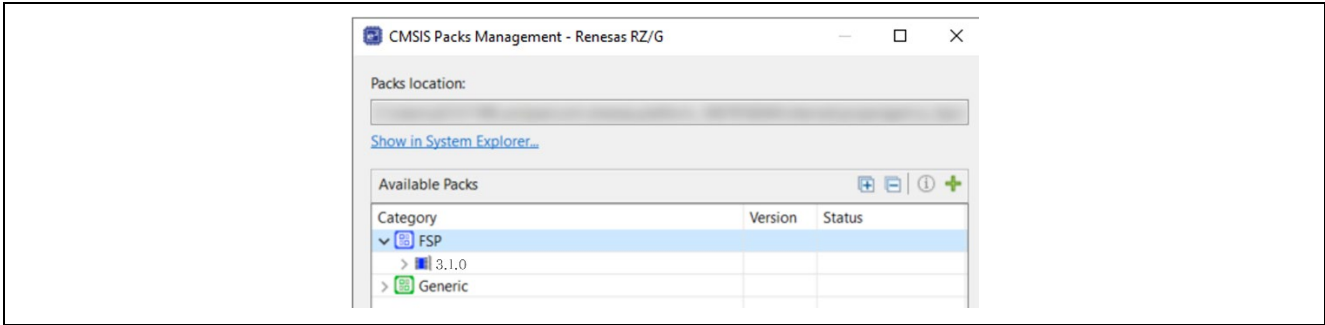 CMSIS Packs Management - Renesas RZ/G
Packs location:
Show in System Explorer...
Available Packs
Category Version Status
FSP
3.1.0
Generic